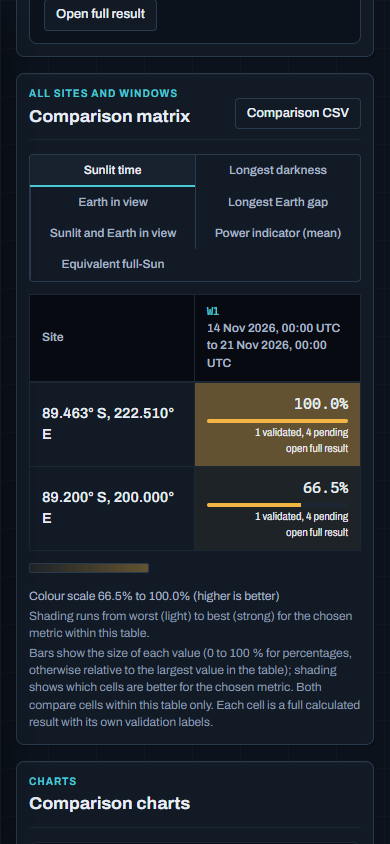 Open full result
ALL SITES AND WINDOWS
Comparison matrix
Comparison CSV
Sunlit time
Longest darkness
Earth in view
Longest Earth gap
Sunlit and Earth in view
Power indicator (mean)
Equivalent full-Sun
Site
W1
14 Nov 2026, 00:00 UTC
to 21 Nov 2026, 00:00
UTC
89.463° S, 222.510°
E
100.0%
1 validated, 4 pending
open full result
89.200° S, 200.000°
E
66.5%
1 validated, 4 pending
open full result
Colour scale 66.5% to 100.0% (higher is better)
Shading runs from worst (light) to best (strong) for the chosen
metric within this table.
Bars show the size of each value (0 to 100 % for percentages,
otherwise relative to the largest value in the table); shading
shows which cells are better for the chosen metric. Both
compare cells within this table only. Each cell is a full calculated
result with its own validation labels.
CHARTS
Comparison charts